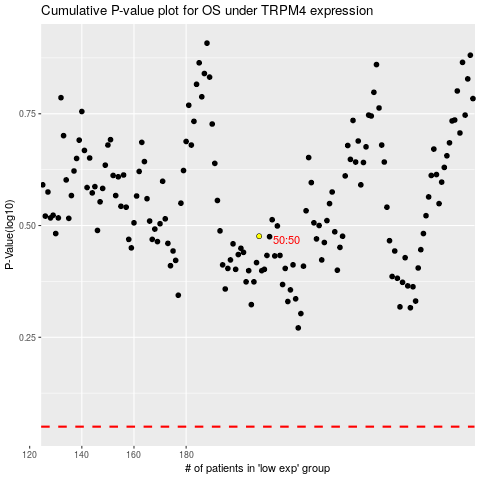 Cumulative P-value plot for OS under TRPM4 expression
P-Value(log10)
0.75
0.50
0.25
50:50
120 140 160 180
# of patients in 'low exp' group